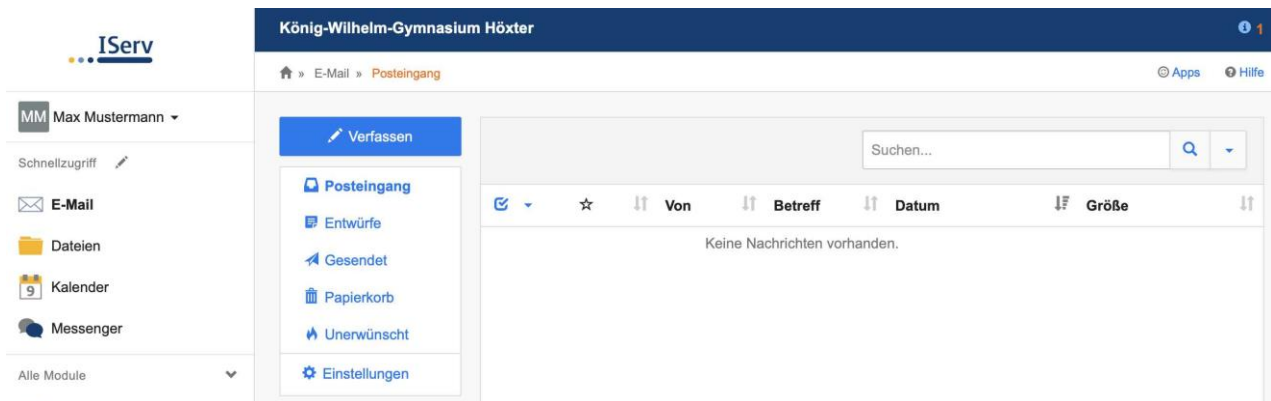 IServ
König-Wilhelm-Gymnasium Höxter
1
» E-Mail » Posteingang
Apps
Hilfe
MM Max Mustermann
Schnellzugriff
E-Mail
Dateien
9 Kalender
Messenger
Alle Module
Verfassen
Posteingang
Entwürfe
Gesendet
Papierkorb
Unerwünscht
Einstellungen
Suchen...
Von Betreff Datum Größe
Keine Nachrichten vorhanden.